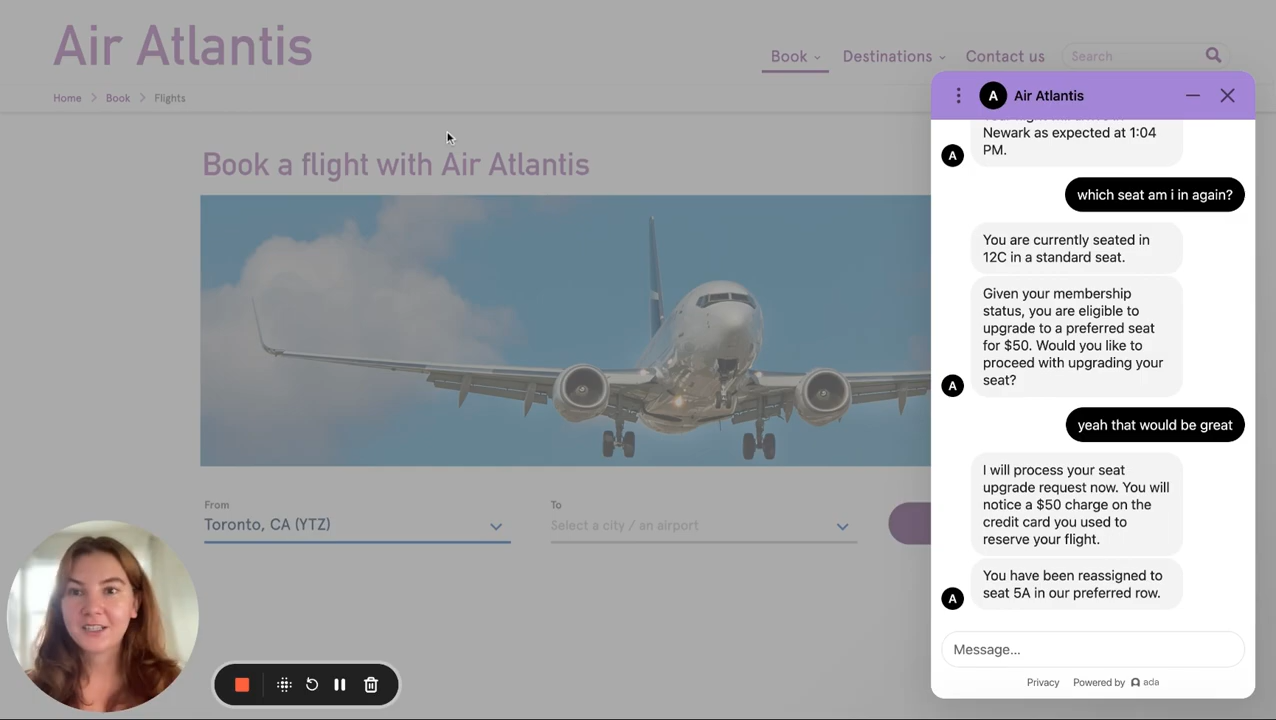 Air Atlantis
Book
Destinations
Contact us
Search
Home
Book
Flights
Book a flight with Air Atlantis
From
Toronto, CA (YTZ)
To
Select a city / an airport
A
Air Atlantis
Newark as expected at 1:04
PM.
A
which seat am i in again?
You are currently seated in
12C in a standard seat.
Given your membership
status, you are eligible to
upgrade to a preferred seat
for $50. Would you like to
proceed with upgrading your
seat?
A
yeah that would be great
I will process your seat
upgrade request now. You will
notice a $50 charge on the
credit card you used to
reserve your flight.
You have been reassigned to
seat 5A in our preferred row.
A
Message...
Privacy
Powered by ada